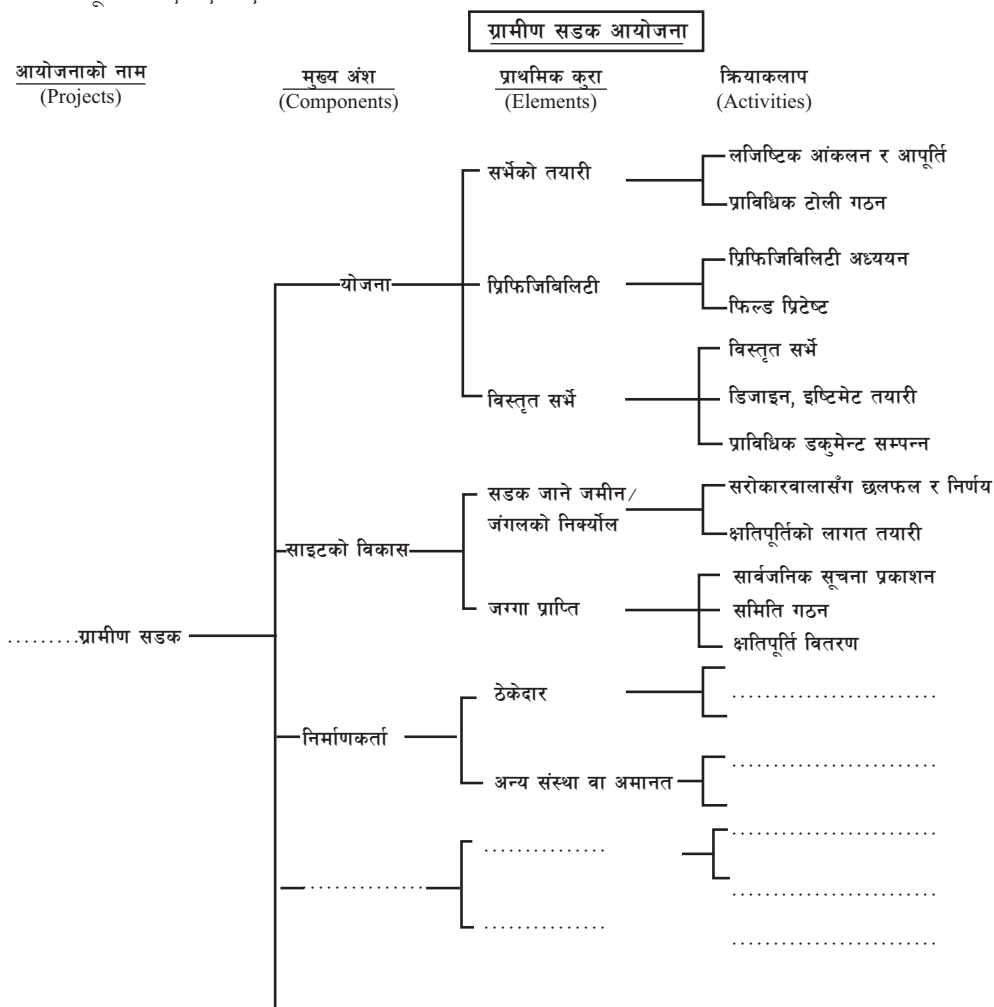 ग्रामीण सडक आयोजना
आयोजनाको नाम
(Projects)
मुख्य अंश
(Components)
प्राथमिक कुरा
(Elements)
क्रियाकलाप
(Activities)
सर्भेको तयारी
लजिष्टिक आंकलन र आपूर्ति
प्राबिधिक टोली गठन
योजना
प्रिफिजिबिलिटी
प्रिफिजिबिलिटी अध्ययन
फिल्ड प्रिटेष्ट
बिस्तृत सर्भे
बिस्तृत सर्भे
डिजाइन, इष्टिमेट तयारी
प्राबिधिक डकुमेन्ट सम्पन्न
साइटको बिकास
सडक जाने जमीन/
जंगलको निर्क्योल
सरोकारवालासँग छलफल र निर्णय
क्षतिपूर्तिको लागत तयारी
जग्गा प्राप्ति
सार्बजनिक सूचना प्रकाशन
समिति गठन
क्षतिपूर्ति बितरण
.........ग्रामीण सडक
निर्माणकर्ता
ठेकेदार
........................
अन्य संस्था वा अमानत
........................
..............
..............
........................
........................
..............
........................